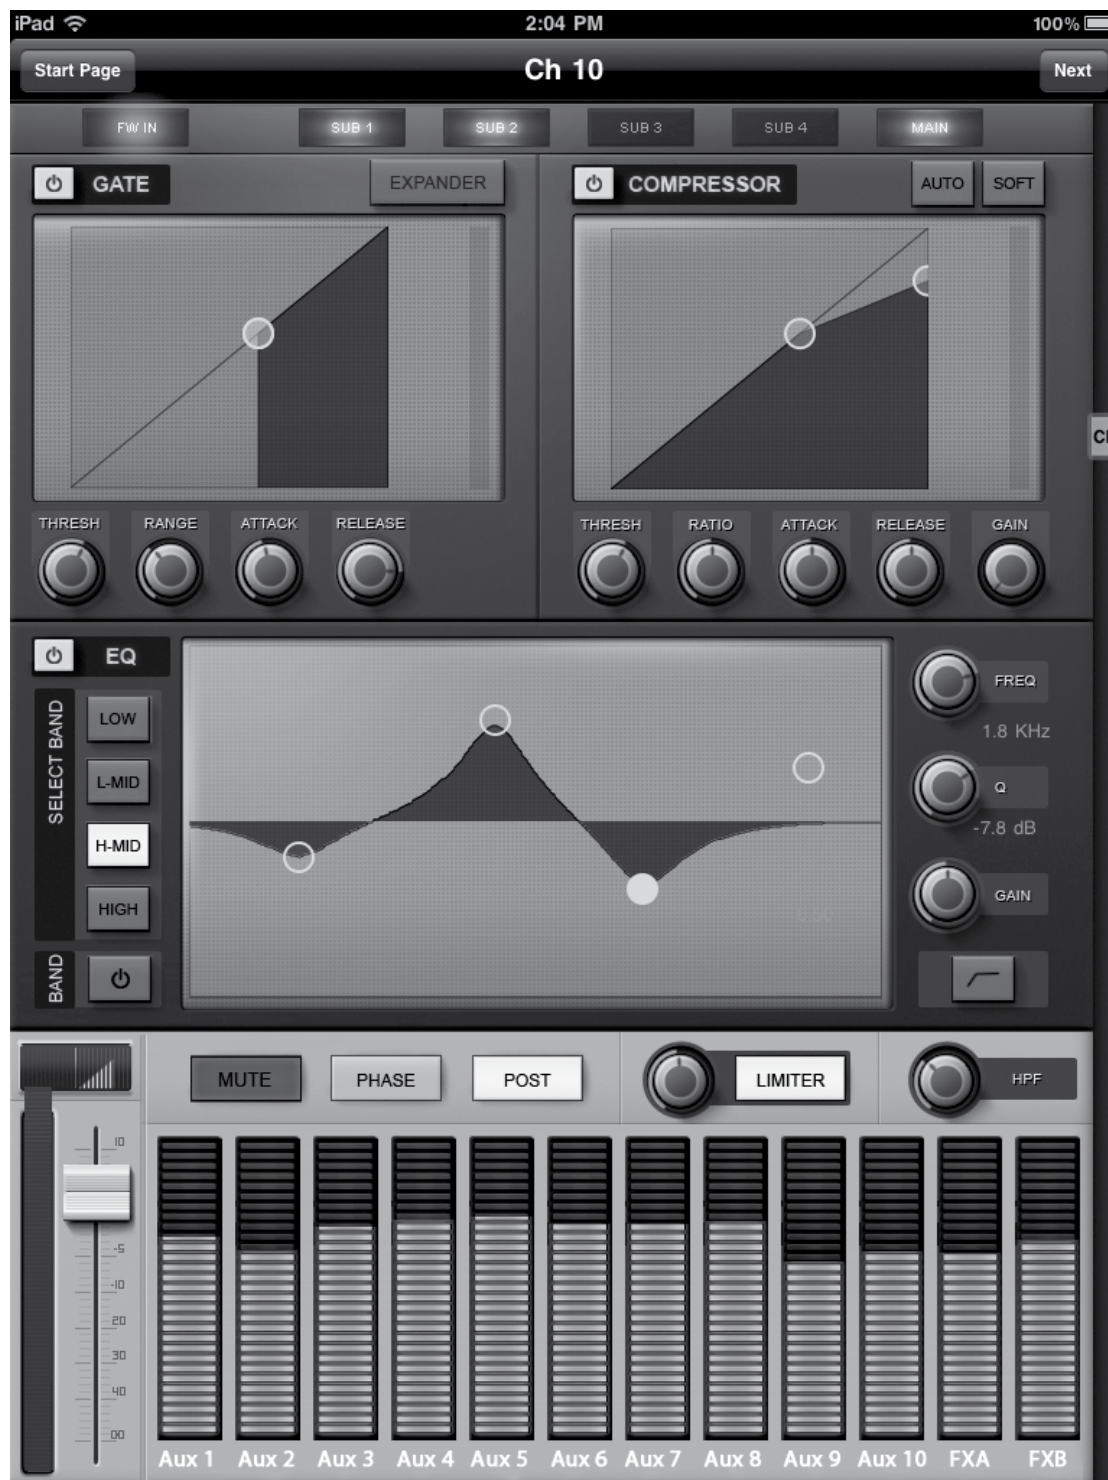 iPad 2:04 PM 100%
Start Page Ch 10 Next
FW IN SUB 1 SUB 2 SUB 3 SUB 4 MAIN
GATE EXPANDER COMPRESSOR AUTO SOFT
THRESH RANGE ATTACK RELEASE THRESH RATIO ATTACK RELEASE GAIN
EQ
SELECT BAND
LOW
L-MID
H-MID
HIGH
BAND
FREQ
1.8 KHz
Q
-7.8 dB
GAIN
MUTE PHASE POST LIMITER HPF
10
-5
-10
20
30
40
Aux 1 Aux 2 Aux 3 Aux 4 Aux 5 Aux 6 Aux 7 Aux 8 Aux 9 Aux 10 FXA FXB